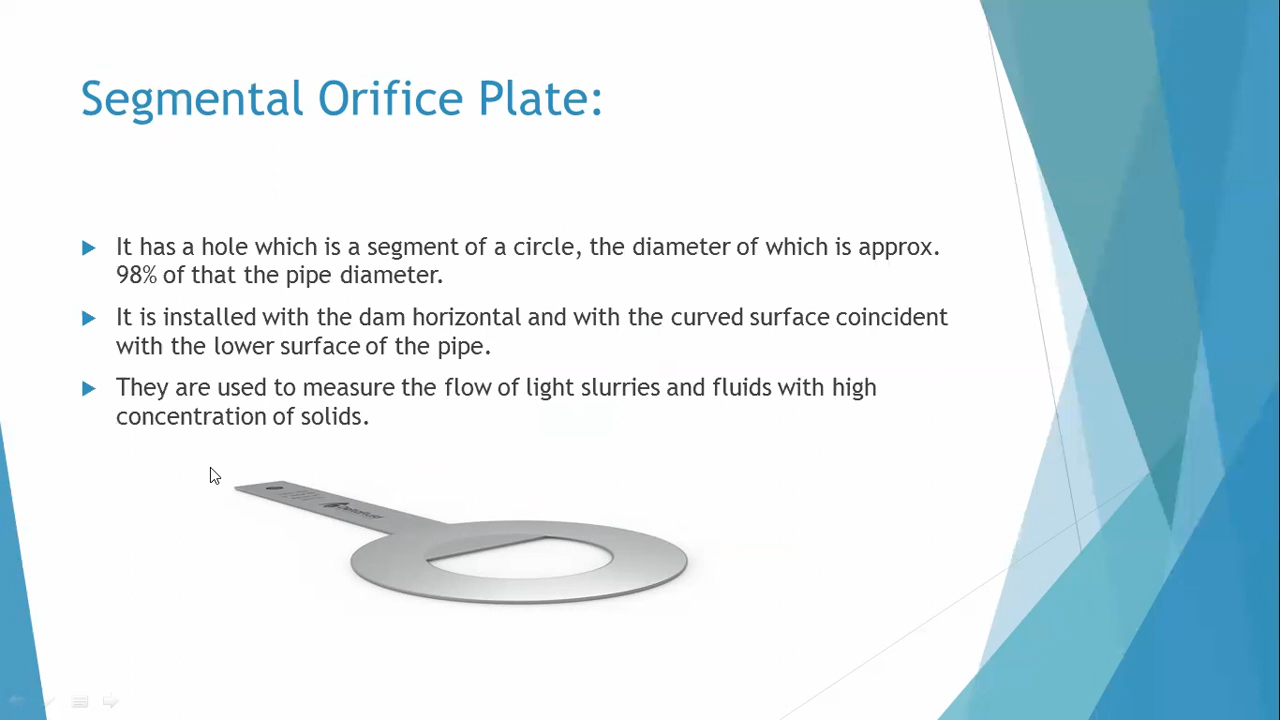 Segmental Orifice Plate:
It has a hole which is a segment of a circle, the diameter of which is approx.
98% of that the pipe diameter.
It is installed with the dam horizontal and with the curved surface coincident
with the lower surface of the pipe.
They are used to measure the flow of light slurries and fluids with high
concentration of solids.